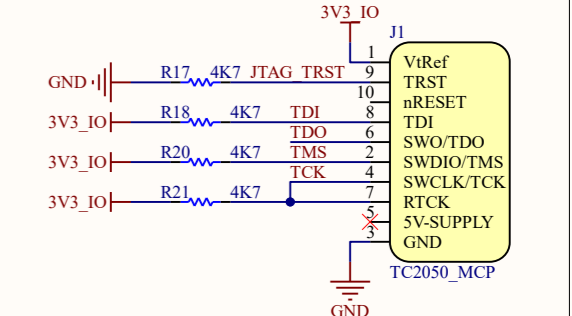 3V3_IO
J1
1 VtRef
GND R17 4K7 JTAG_TRST 9 TRST
10 nRESET
3V3_IO R18 4K7 TDI 8 TDI
TDO 6 SWO/TDO
3V3_IO R20 4K7 TMS 2 SWDIO/TMS
TCK 4 SWCLK/TCK
3V3_IO R21 4K7 7 RTCK
5 5V-SUPPLY
3 GND
TC2050_MCP
GND